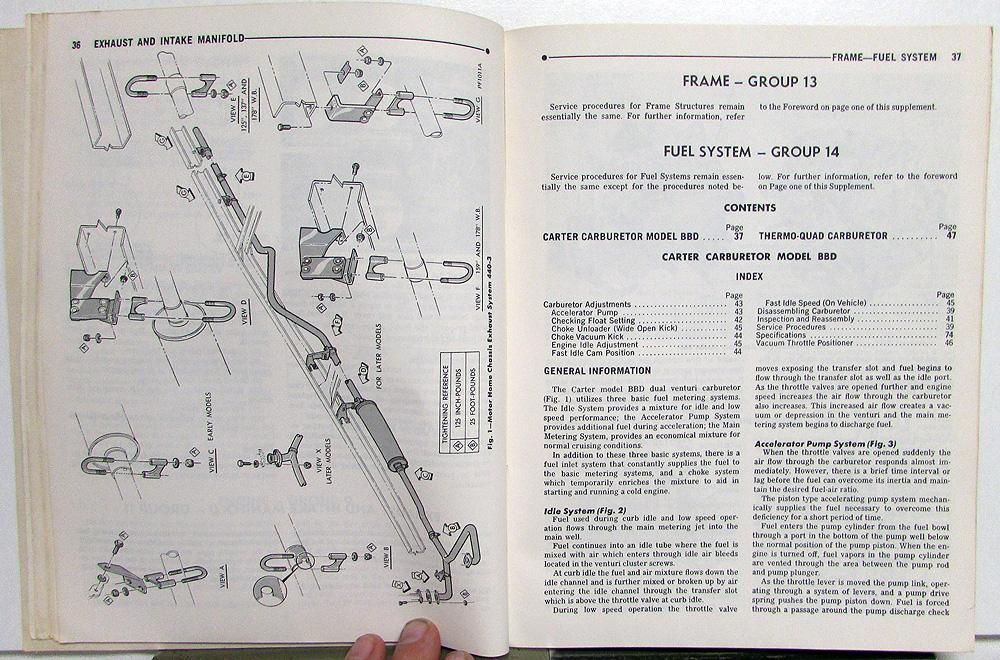 36 EXHAUST AND INTAKE MANIFOLD
VIEW E
125", 137" AND
178" W.B.
PF1011A
VIEW G
VIEW D
VIEW F 159" AND 178" W.B.
EARLY MODELS
VIEW C
VIEW X
LATER MODELS
FOR LATER MODELS
TIGHTENING REFERENCE
A 125 INCH-POUNDS
B 25 FOOT-POUNDS
Fig. 1—Motor Home Chassis Exhaust System 440-3
VIEW A
VIEW B
FRAME—FUEL SYSTEM 37
FRAME — GROUP 13
Service procedures for Frame Structures remain
essentially the same. For further information, refer
to the Foreword on page one of this supplement.
FUEL SYSTEM — GROUP 14
Service procedures for Fuel Systems remain essen-
tially the same except for the procedures noted be-
low. For further information, refer to the foreword
on Page one of this Supplement.
CONTENTS
Page
CARTER CARBURETOR MODEL BBD ..... 37
Page
THERMO-QUAD CARBURETOR .......... 47
CARTER CARBURETOR MODEL BBD
INDEX
Page
Carburetor Adjustments 43
Accelerator Pump 43
Checking Float Setting 42
Choke Unloader (Wide Open Kick) 45
Choke Vacuum Kick 44
Engine Idle Adjustment 45
Fast Idle Cam Position 44
Page
Fast Idle Speed (On Vehicle) 45
Disassembling Carburetor 39
Inspection and Reassembly 41
Service Procedures 39
Specifications 74
Vacuum Throttle Positioner 46
GENERAL INFORMATION
The Carter model BBD dual venturi carburetor
(Fig. 1) utilizes three basic fuel metering systems.
The Idle System provides a mixture for idle and low
speed performance; the Accelerator Pump System
provides additional fuel during acceleration; the Main
Metering System, provides an economical mixture for
normal cruising conditions.
In addition to these three basic systems, there is a
fuel inlet system that constantly supplies the fuel to
the basic metering systems, and a choke system
which temporarily enriches the mixture to aid in
starting and running a cold engine.
Idle System (Fig. 2)
Fuel used during curb idle and low speed oper-
ation flows through the main metering jet into the
main well.
Fuel continues into an idle tube where the fuel is
mixed with air which enters through idle air bleeds
located in the venturi cluster screws.
At curb idle the fuel and air mixture flows down the
idle channel and is further mixed or broken up by air
entering the idle channel through the transfer slot
which is above the throttle valve at curb idle.
During low speed operation the throttle valve
moves exposing the transfer slot and fuel begins to
flow through the transfer slot as well as the idle port.
As the throttle valves are opened further and engine
speed increases the air flow through the carburetor
also increases. This increased air flow creates a vac-
uum or depression in the venturi and the main me-
tering system begins to discharge fuel.
Accelerator Pump System (Fig. 3)
When the throttle valves are opened suddenly the
air flow through the carburetor responds almost im-
mediately. However, there is a brief time interval or
lag before the fuel can overcome its inertia and main-
tain the desired fuel-air ratio.
The piston type accelerating pump system mechan-
ically supplies the fuel necessary to overcome this
deficiency for a short period of time.
Fuel enters the pump cylinder from the fuel bowl
through a port in the bottom of the pump well below
the normal position of the pump piston. When the en-
gine is turned off, fuel vapors in the pump cylinder
are vented through the area between the pump rod
and pump plunger.
As the throttle lever is moved the pump link, oper-
ating through a system of levers, and a pump drive
spring pushes the pump piston down. Fuel is forced
through a passage around the pump discharge check